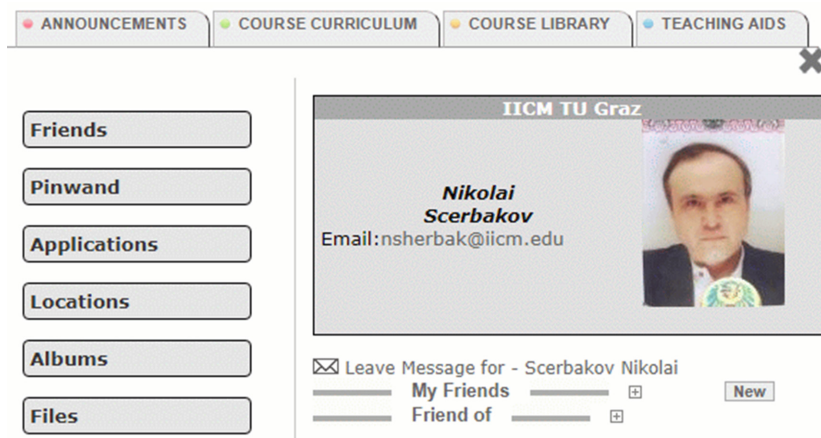 ANNOUNCEMENTS COURSE CURRICULUM COURSE LIBRARY TEACHING AIDS
Friends
Pinwand
Applications
Locations
Albums
Files
IICM TU Graz
Nikolai
Scerbakov
Email:nsherbak@iicm.edu
Leave Message for - Scerbakov Nikolai
My Friends New
Friend of